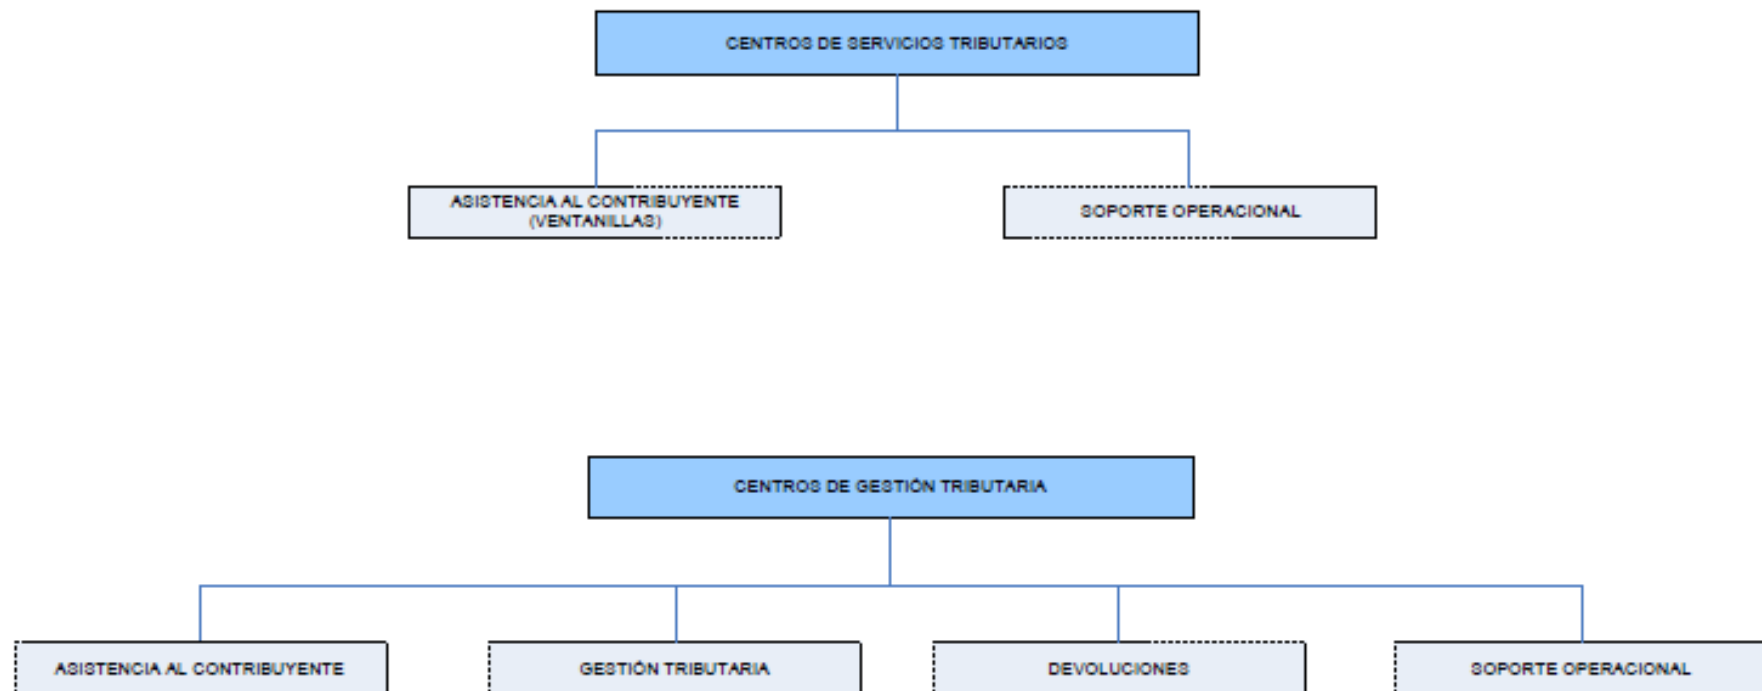 CENTROS DE SERVICIOS TRIBUTARIOS
ASISTENCIA AL CONTRIBUYENTE
(VENTANILLAS)
SOPORTE OPERACIONAL
CENTROS DE GESTIÓN TRIBUTARIA
ASISTENCIA AL CONTRIBUYENTE
GESTIÓN TRIBUTARIA
DEVOLUCIONES
SOPORTE OPERACIONAL